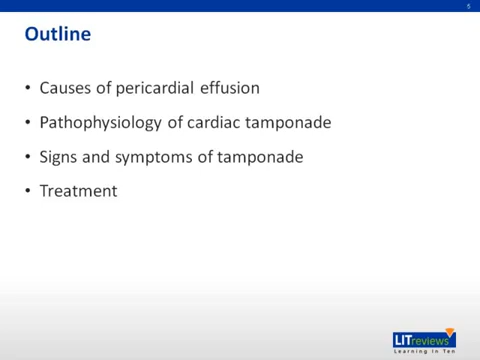 5
Outline
• Causes of pericardial effusion
• Pathophysiology of cardiac tamponade
• Signs and symptoms of tamponade
• Treatment
LITreviews
Learning in Ten